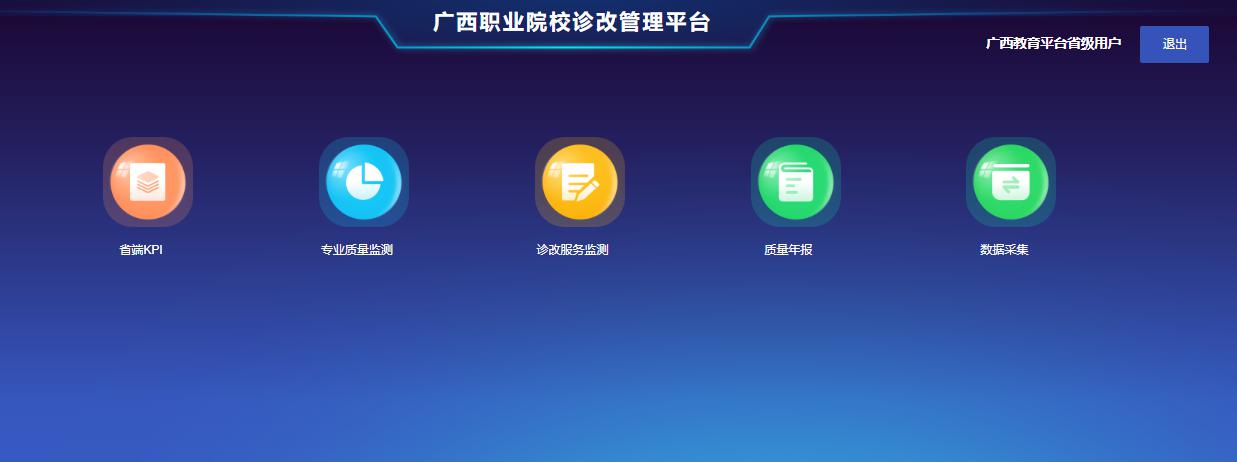 广西职业院校诊改管理平台
广西教育平台省级用户
退出
省端KPI
专业质量监测
诊改服务监测
质量年报
数据采集